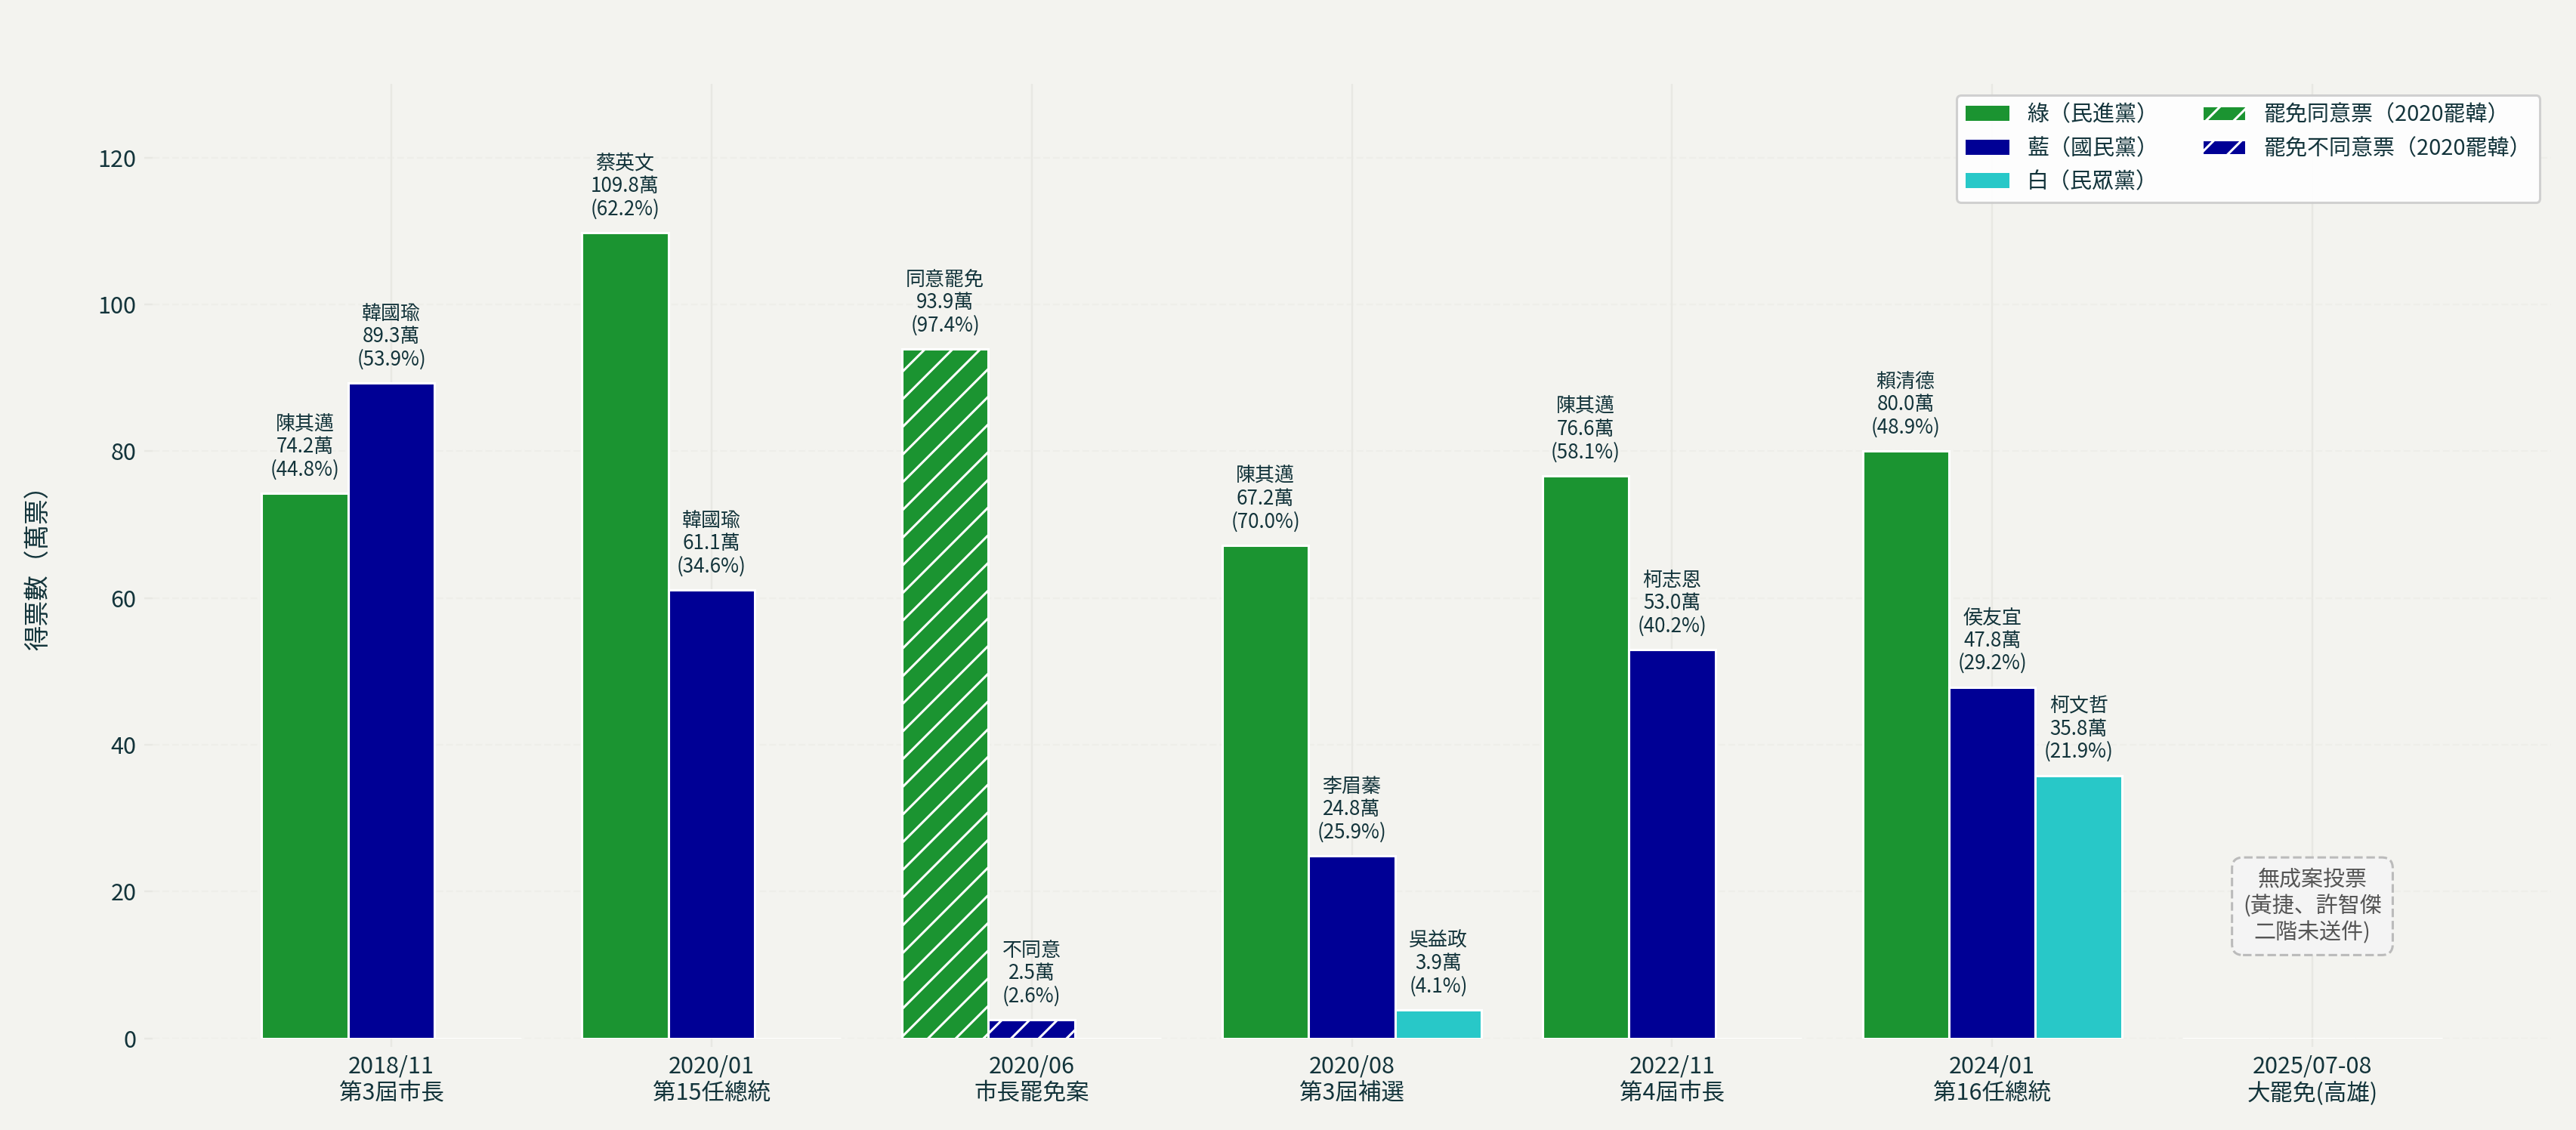 綠（民進黨）
藍（國民黨）
白（民眾黨）
罷免同意票（2020罷韓）
罷免不同意票（2020罷韓）
得票數（萬票）
120
100
80
60
40
20
0
陳其邁
74.2萬
(44.8%)
韓國瑜
89.3萬
(53.9%)
蔡英文
109.8萬
(62.2%)
韓國瑜
61.1萬
(34.6%)
同意罷免
93.9萬
(97.4%)
不同意
2.5萬
(2.6%)
陳其邁
67.2萬
(70.0%)
李眉蓁
24.8萬
(25.9%)
吳益政
3.9萬
(4.1%)
陳其邁
76.6萬
(58.1%)
柯志恩
53.0萬
(40.2%)
賴清德
80.0萬
(48.9%)
侯友宜
47.8萬
(29.2%)
柯文哲
35.8萬
(21.9%)
無成案投票
(黃捷、許智傑
二階未送件)
2018/11
第3屆市長
2020/01
第15任總統
2020/06
市長罷免案
2020/08
第3屆補選
2022/11
第4屆市長
2024/01
第16任總統
2025/07-08
大罷免(高雄)